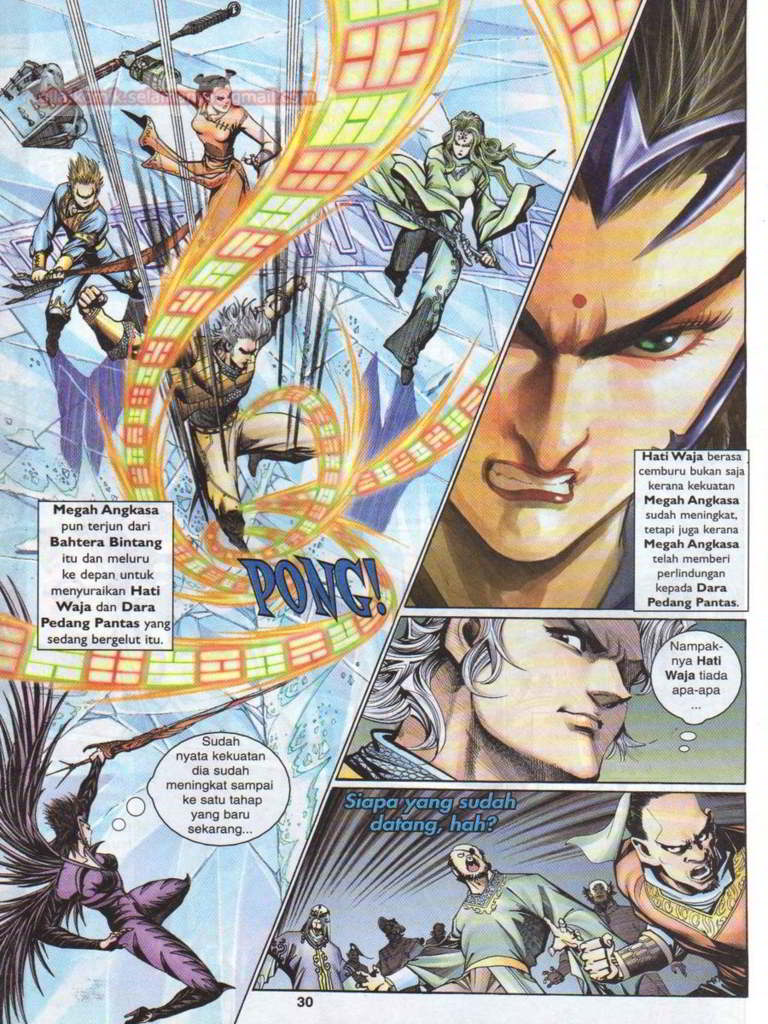 Megah Angkasa
pun terjun dari
Bahtera Bintang
itu dan meluru
ke depan untuk
menyuraikan Hati
Waja dan Dara
Pedang Pantas yang
sedang bergelut itu.
PONG!
Hati Waja berasa
cemburu bukan saja
kerana kekuatan
Megah Angkasa
sudah meningkat,
tetapi juga kerana
Megah Angkasa
telah memberi
perlindungan
kepada Dara
Pedang Pantas.
Nampak-
nya Hati
Waja tiada
apa-apa
...
Sudah
nyata kekuatan
dia sudah
meningkat sampai
ke satu tahap
yang baru
sekarang...
Siapa yang sudah
datang, hah?
30